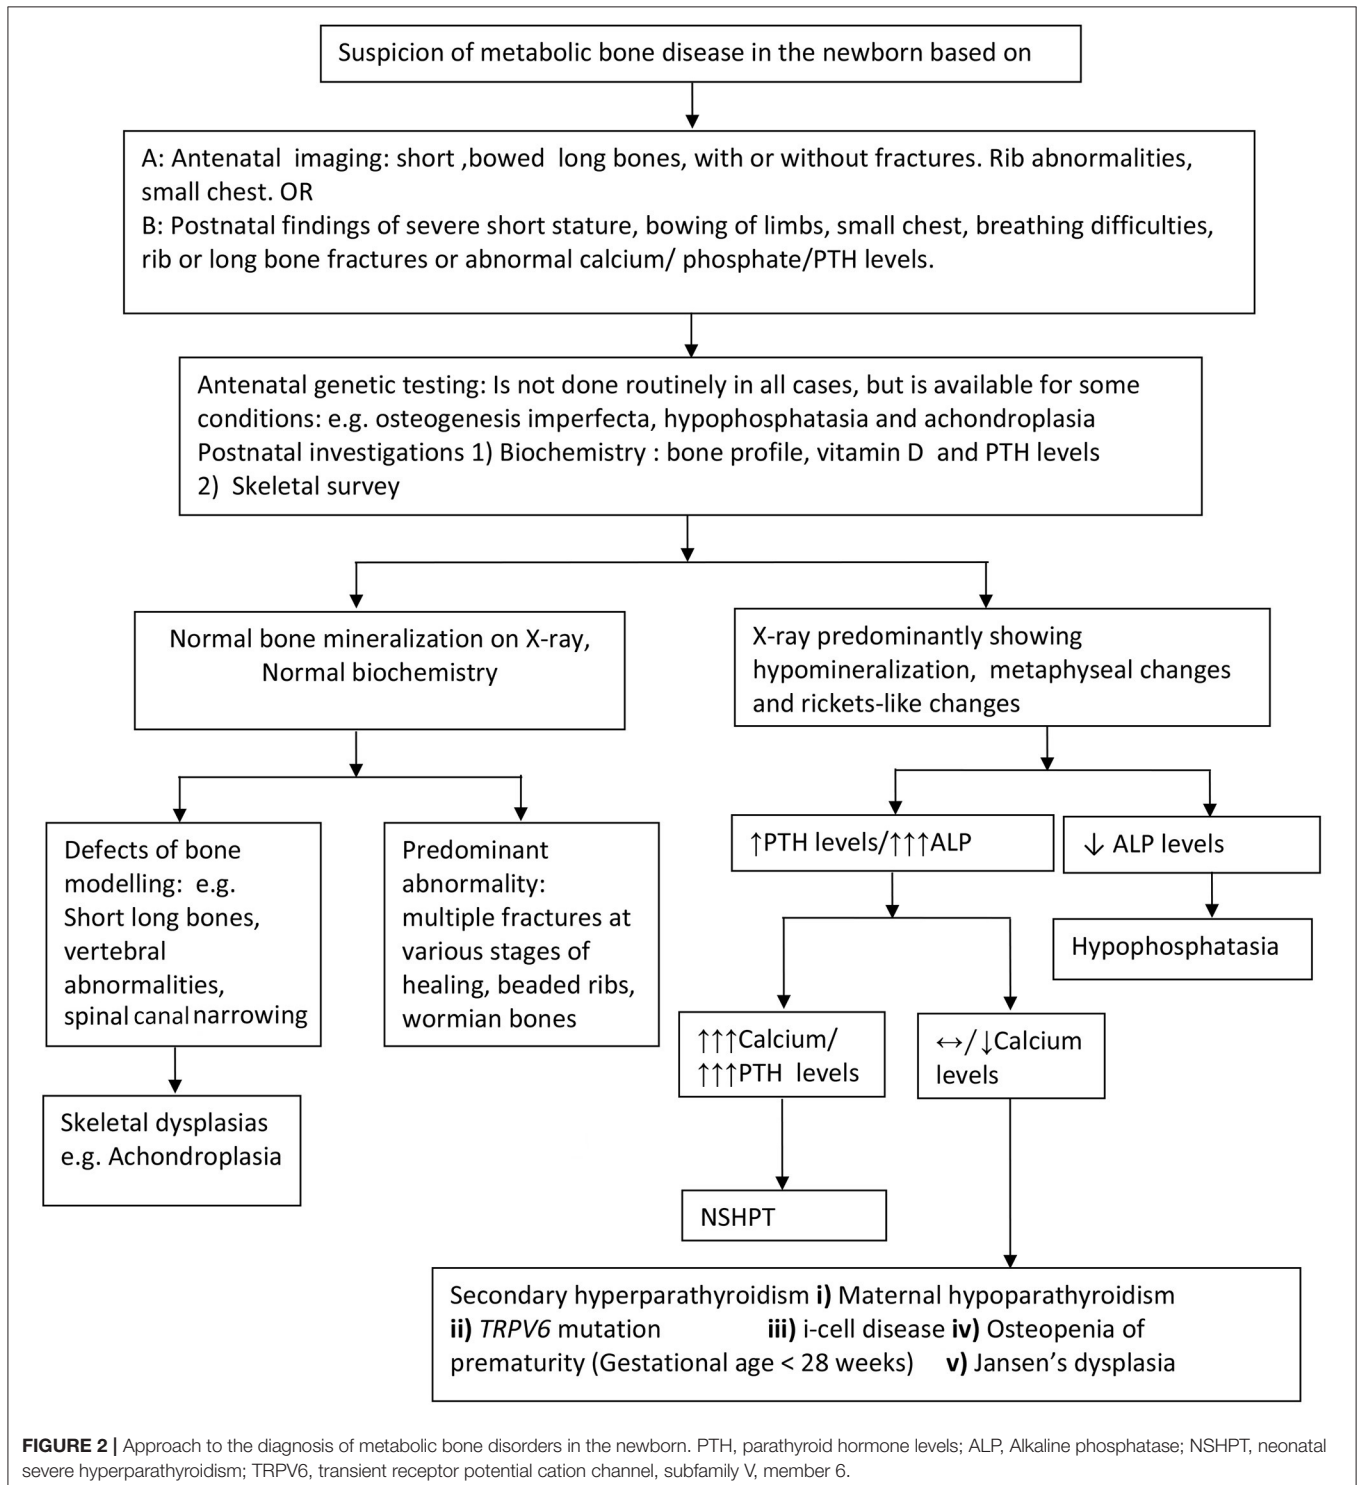 Suspicion of metabolic bone disease in the newborn based on
A: Antenatal imaging: short ,bowed long bones, with or without fractures. Rib abnormalities,
small chest. OR
B: Postnatal findings of severe short stature, bowing of limbs, small chest, breathing difficulties,
rib or long bone fractures or abnormal calcium/ phosphate/PTH levels.
Antenatal genetic testing: Is not done routinely in all cases, but is available for some
conditions: e.g. osteogenesis imperfecta, hypophosphatasia and achondroplasia
Postnatal investigations 1) Biochemistry : bone profile, vitamin D and PTH levels
2) Skeletal survey
Normal bone mineralization on X-ray,
Normal biochemistry
X-ray predominantly showing
hypomineralization, metaphyseal changes
and rickets-like changes
Defects of bone
modelling: e.g.
Short long bones,
vertebral
abnormalities,
spinal canal narrowing
Predominant
abnormality:
multiple fractures at
various stages of
healing, beaded ribs,
wormian bones
↑PTH levels/↑↑↑ALP
↓ ALP levels
Hypophosphatasia
↑↑↑Calcium/
↑↑↑PTH levels
↔/↓Calcium
levels
Skeletal dysplasias
e.g. Achondroplasia
NSHPT
Secondary hyperparathyroidism i) Maternal hypoparathyroidism
ii) TRPV6 mutation iii) i-cell disease iv) Osteopenia of
prematurity (Gestational age < 28 weeks) v) Jansen's dysplasia
FIGURE 2 | Approach to the diagnosis of metabolic bone disorders in the newborn. PTH, parathyroid hormone levels; ALP, Alkaline phosphatase; NSHPT, neonatal
severe hyperparathyroidism; TRPV6, transient receptor potential cation channel, subfamily V, member 6.